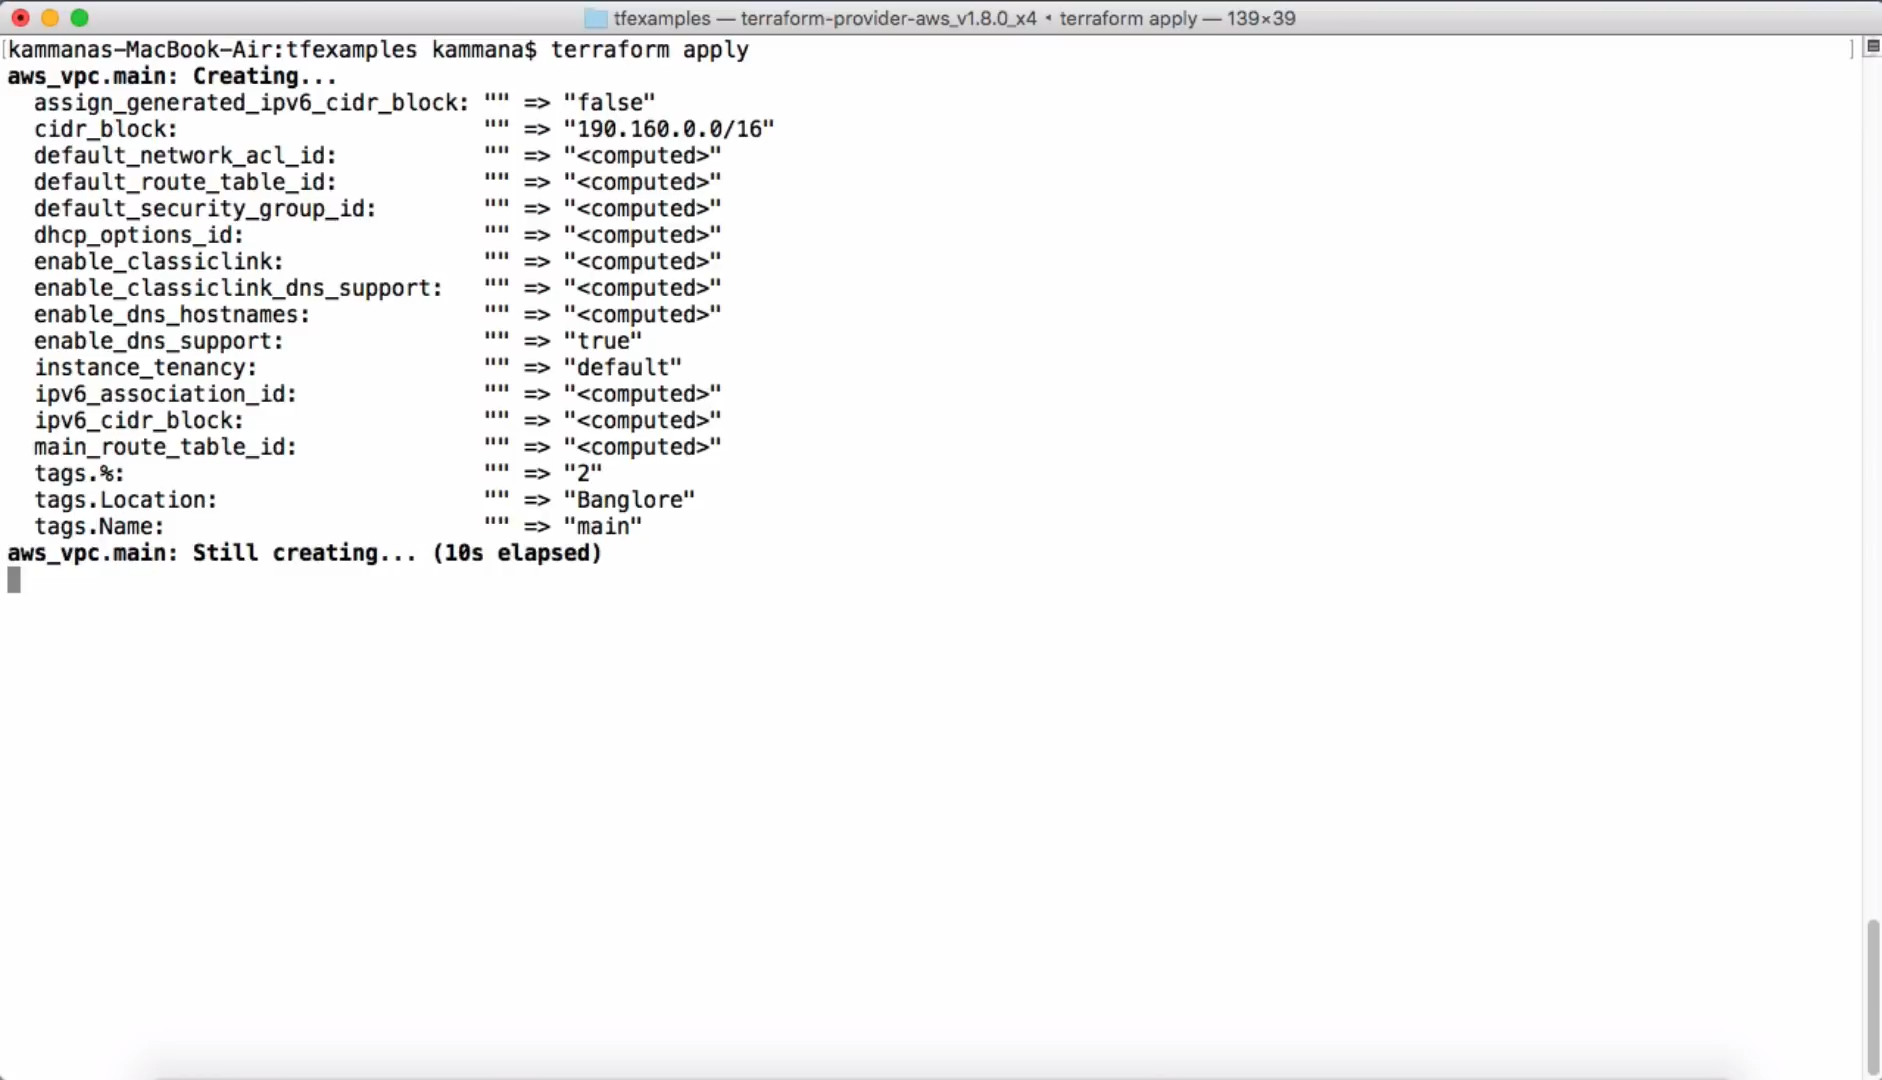 tfexamples — terraform-provider-aws_v1.8.0_x4 • terraform apply — 139×39
[kammanas-MacBook-Air:tfexamples kammana$ terraform apply ]
aws_vpc.main: Creating...
  assign_generated_ipv6_cidr_block: "" => "false"
  cidr_block:                       "" => "190.160.0.0/16"
  default_network_acl_id:           "" => "<computed>"
  default_route_table_id:           "" => "<computed>"
  default_security_group_id:        "" => "<computed>"
  dhcp_options_id:                  "" => "<computed>"
  enable_classiclink:               "" => "<computed>"
  enable_classiclink_dns_support:   "" => "<computed>"
  enable_dns_hostnames:             "" => "<computed>"
  enable_dns_support:               "" => "true"
  instance_tenancy:                 "" => "default"
  ipv6_association_id:              "" => "<computed>"
  ipv6_cidr_block:                  "" => "<computed>"
  main_route_table_id:              "" => "<computed>"
  tags.%:                           "" => "2"
  tags.Location:                    "" => "Banglore"
  tags.Name:                        "" => "main"
aws_vpc.main: Still creating... (10s elapsed)